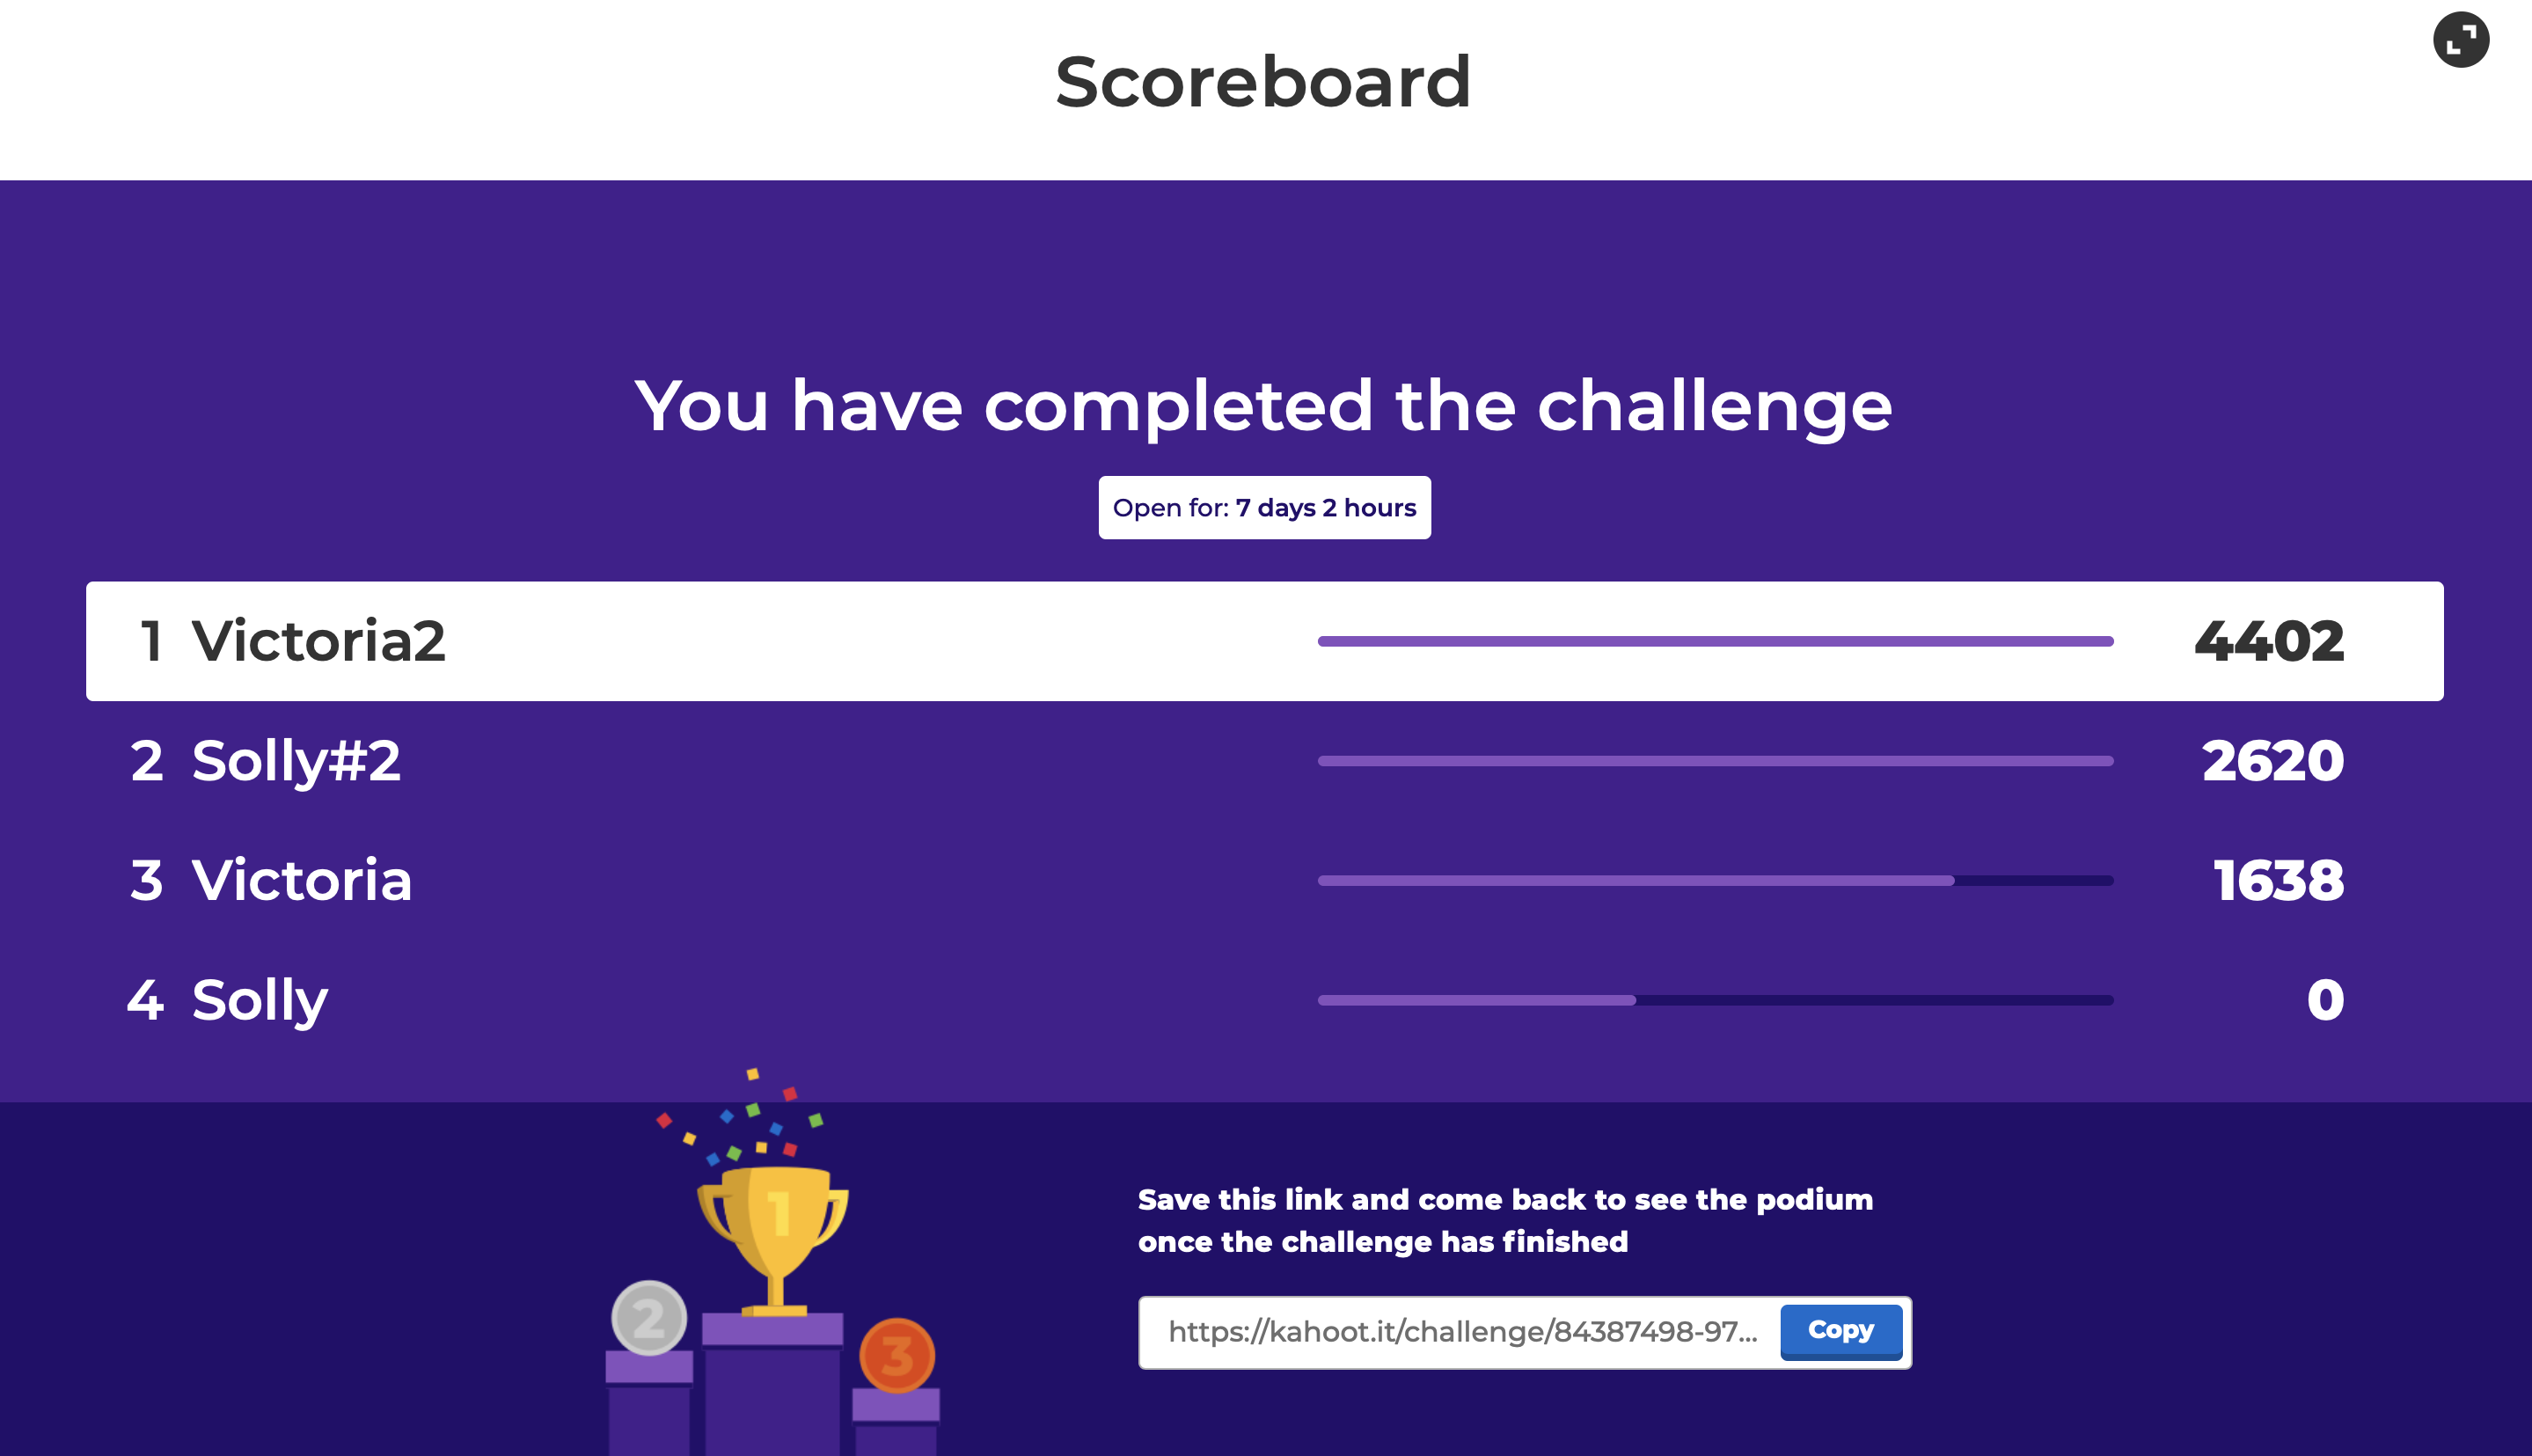 Scoreboard
You have completed the challenge
Open for: 7 days 2 hours
1 Victoria2 4402
2 Solly#2 2620
3 Victoria 1638
4 Solly 0
1
2
3
Save this link and come back to see the podium
once the challenge has finished
https://kahoot.it/challenge/84387498-97... Copy